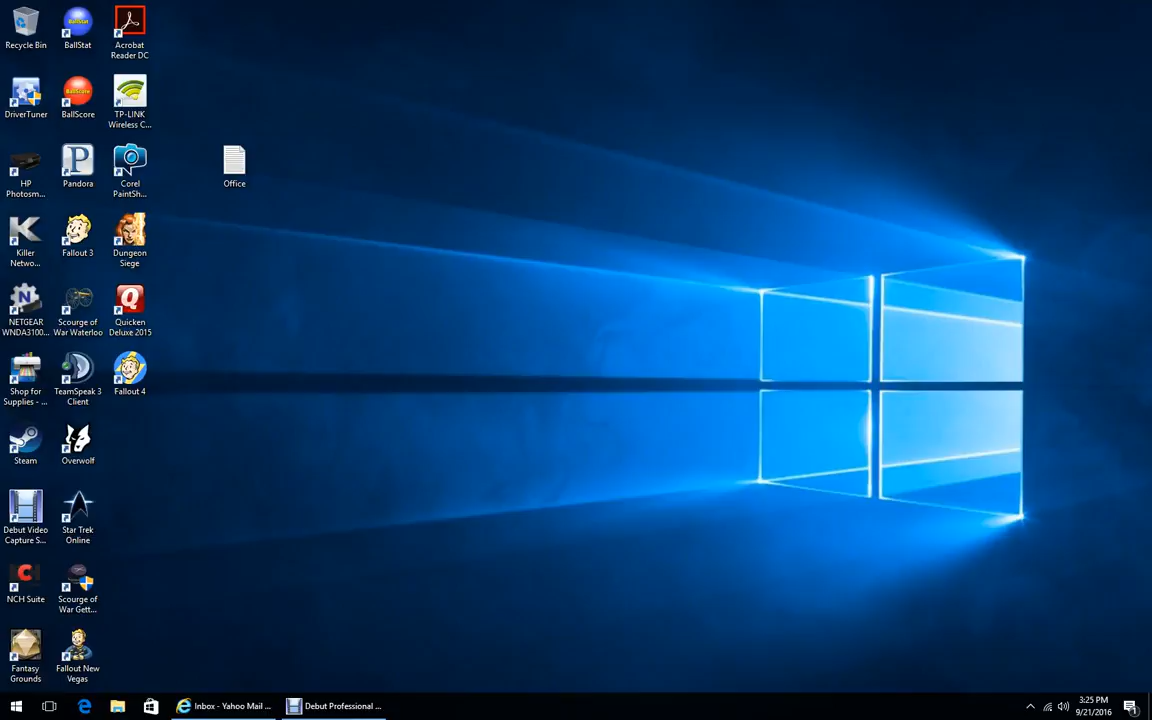 Recycle Bin
BallStat
Acrobat
Reader DC
DriverTuner
BallScore
TP-LINK
Wireless C...
HP
Photosm...
Pandora
Corel
PaintSh...
Office
Killer
Netwo...
Fallout 3
Dungeon
Siege
NETGEAR
WNDA3100...
Scourge of
War Waterloo
Quicken
Deluxe 2015
Shop for
Supplies - ...
TeamSpeak 3
Client
Fallout 4
Steam
Overwolf
Debut Video
Capture S...
Star Trek
Online
NCH Suite
Scourge of
War Gett...
Fantasy
Grounds
Fallout New
Vegas
Inbox - Yahoo Mail ...
Debut Professional ...
3:25 PM
9/21/2016